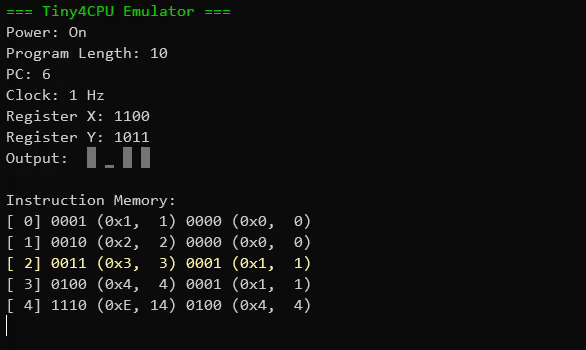 === Tiny4CPU Emulator ===
Power: On
Program Length: 10
PC: 6
Clock: 1 Hz
Register X: 1100
Register Y: 1011
Output: █ _ █ █
Instruction Memory:
[ 0] 0001 (0x1,  1) 0000 (0x0,  0)
[ 1] 0010 (0x2,  2) 0000 (0x0,  0)
[ 2] 0011 (0x3,  3) 0001 (0x1,  1)
[ 3] 0100 (0x4,  4) 0001 (0x1,  1)
[ 4] 1110 (0xE, 14) 0100 (0x4,  4)